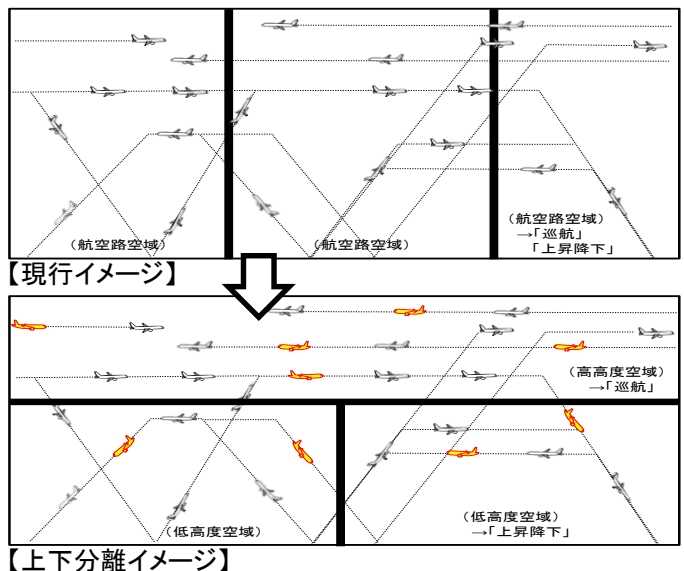 （航空路空域）
（航空路空域）
（航空路空域）
→「巡航」
「上昇降下」
【現行イメージ】
（高高度空域）
→「巡航」
（低高度空域）
（低高度空域）
→「上昇降下」
【上下分離イメージ】